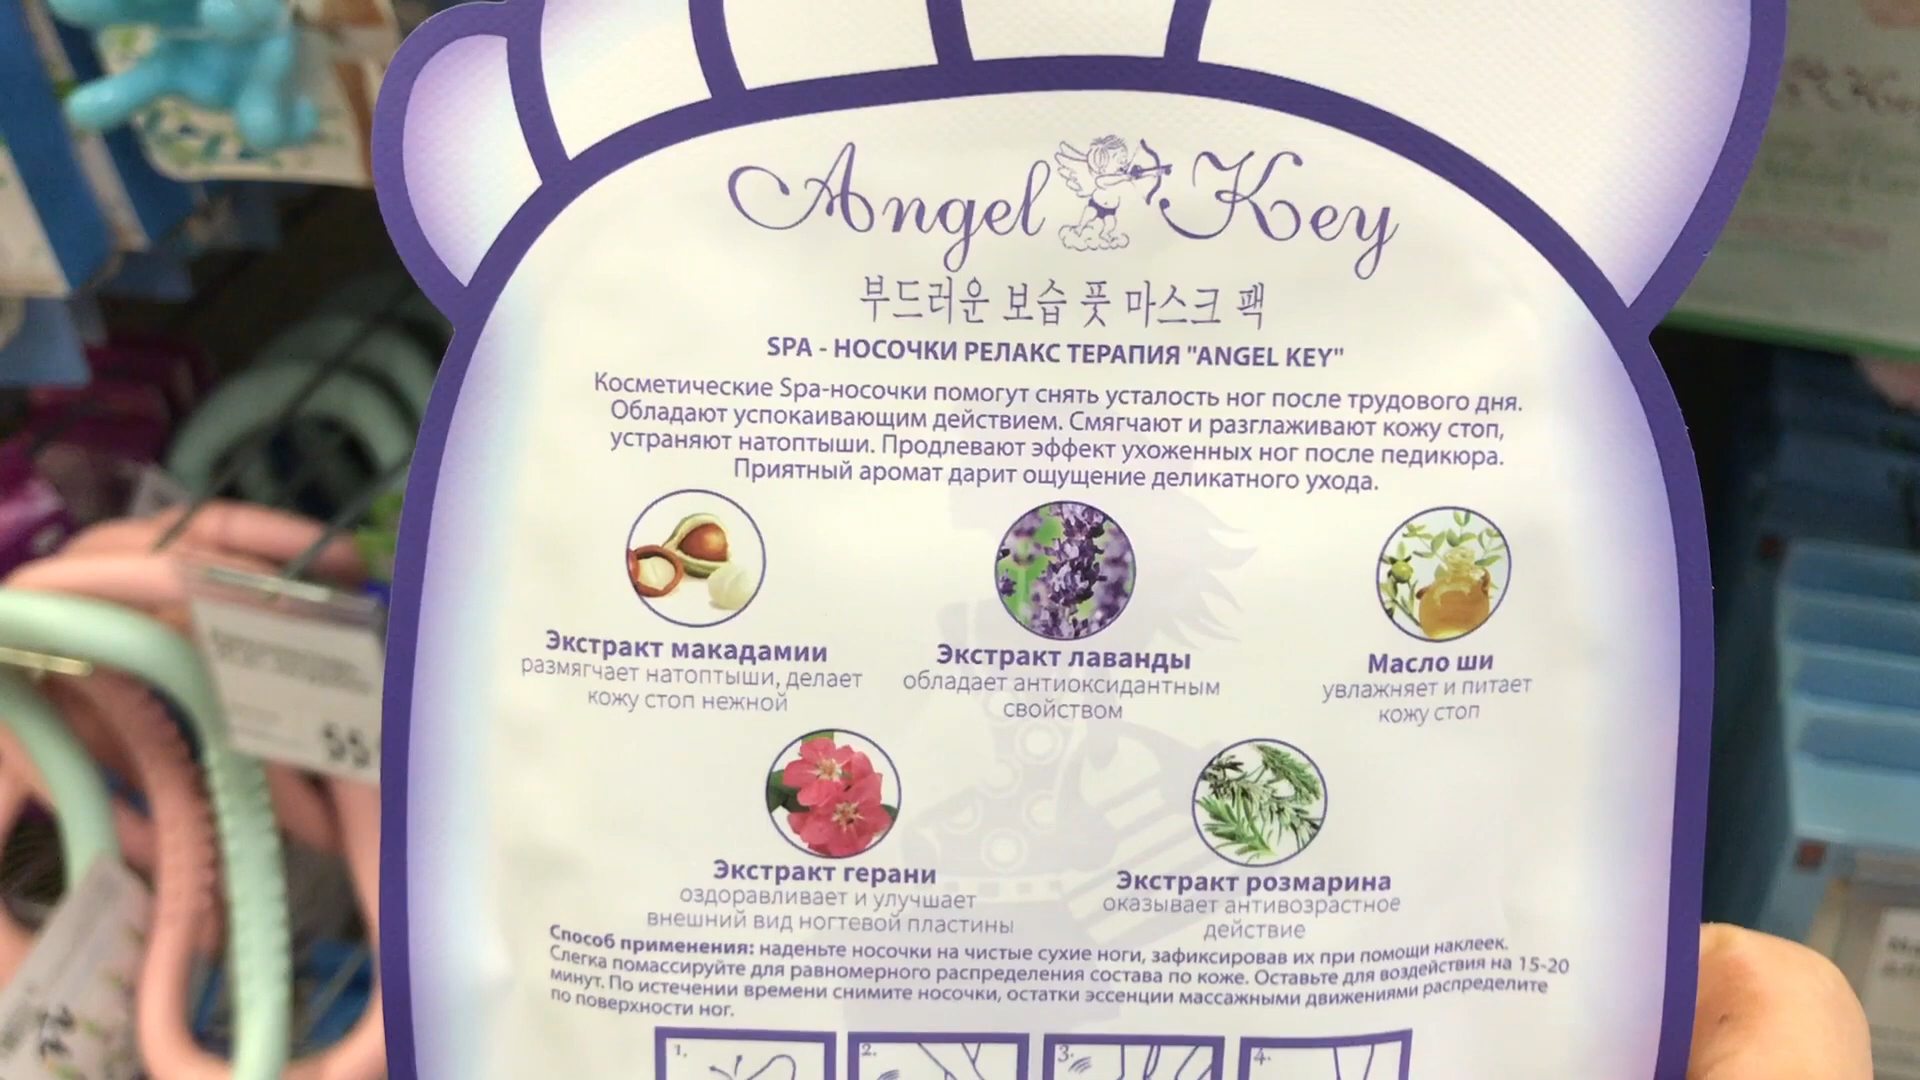 Angel Key
부드러운 보습 풋 마스크 팩
SPA - НОСОЧКИ РЕЛАКС ТЕРАПИЯ "ANGEL KEY"
Косметические Spa-носочки помогут снять усталость ног после трудового дня.
Обладают успокаивающим действием. Смягчают и разглаживают кожу стоп,
устраняют натоптыши. Продлевают эффект ухоженных ног после педикюра.
Приятный аромат дарит ощущение деликатного ухода.
Экстракт макадамии
размягчает натоптыши, делает
кожу стоп нежной
Экстракт лаванды
обладает антиоксидантным
свойством
Масло ши
увлажняет и питает
кожу стоп
Экстракт герани
оздоравливает и улучшает
внешний вид ногтевой пластины
Экстракт розмарина
оказывает антивозрастное
действие
Способ применения: наденьте носочки на чистые сухие ноги, зафиксировав их при помощи наклеек.
Слегка помассируйте для равномерного распределения состава по коже. Оставьте для воздействия на 15-20
минут. По истечении времени снимите носочки, остатки эссенции массажными движениями распределите
по поверхности ног.
1.
2.
3.
4.
55